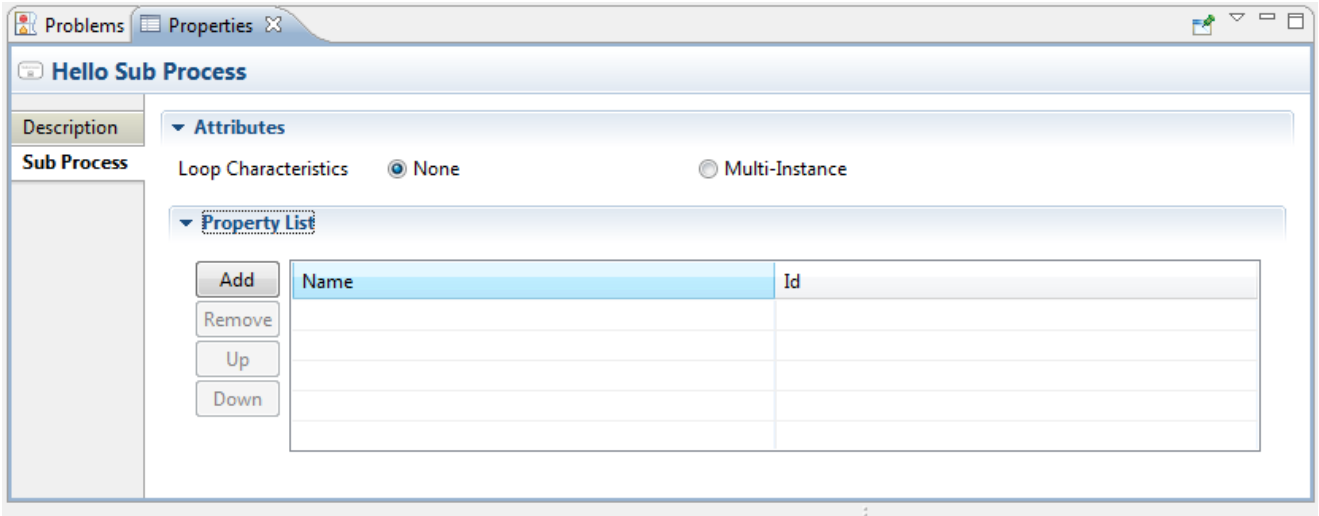 Problems Properties
Hello Sub Process
Description
Sub Process
Attributes
Loop Characteristics None Multi-Instance
Property List
Add
Remove
Up
Down
Name Id